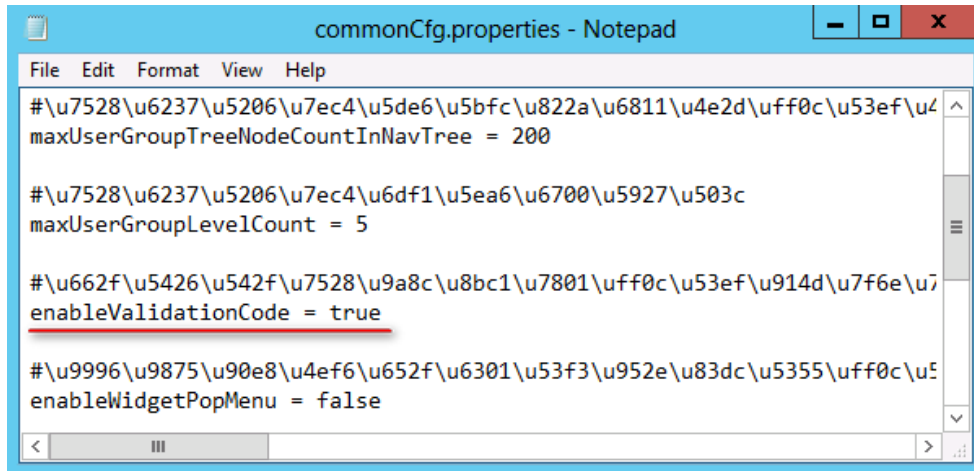 commonCfg.properties - Notepad
File Edit Format View Help
#\u7528\u6237\u5206\u7ec4\u5de6\u5bfc\u822a\u6811\u4e2d\uff0c\u53ef\u4
maxUserGroupTreeNodeCountInNavTree = 200
#\u7528\u6237\u5206\u7ec4\u6df1\u5ea6\u6700\u5927\u503c
maxUserGroupLevelCount = 5
#\u662f\u5426\u542f\u7528\u9a8c\u8bc1\u7801\uff0c\u53ef\u914d\u7f6e\u7
enableValidationCode = true
#\u9996\u9875\u90e8\u4ef6\u652f\u6301\u53f3\u952e\u83dc\u5355\uff0c\u5
enableWidgetPopMenu = false